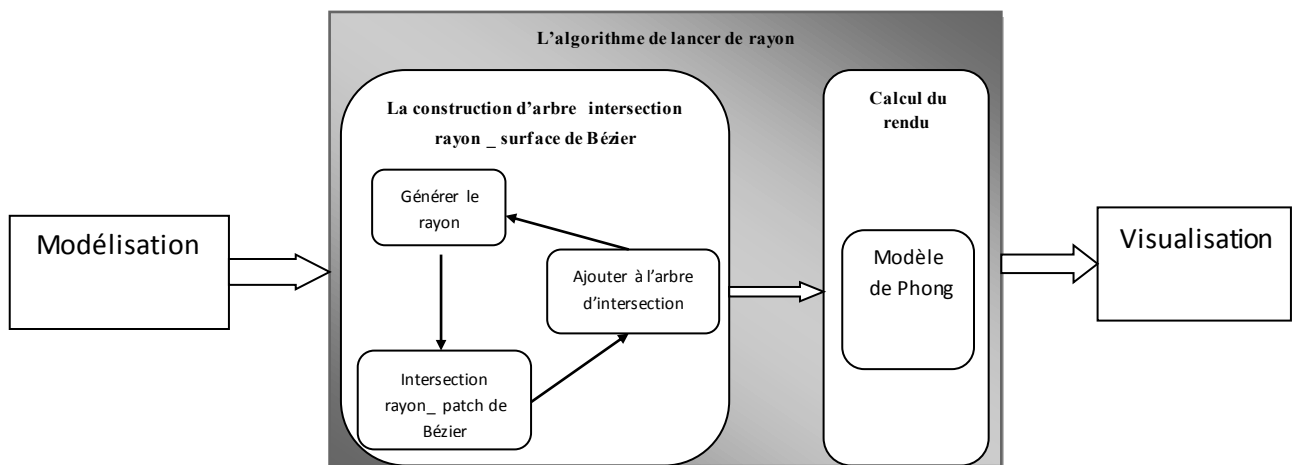 L'algorithme de lancer de rayon
La construction d'arbre intersection
rayon _ surface de Bézier
Calcul du
rendu
Générer le
rayon
Modélisation
Ajouter à l'arbre
d'intersection
Modèle
de Phong
Visualisation
Intersection
rayon_ patch de
Bézier